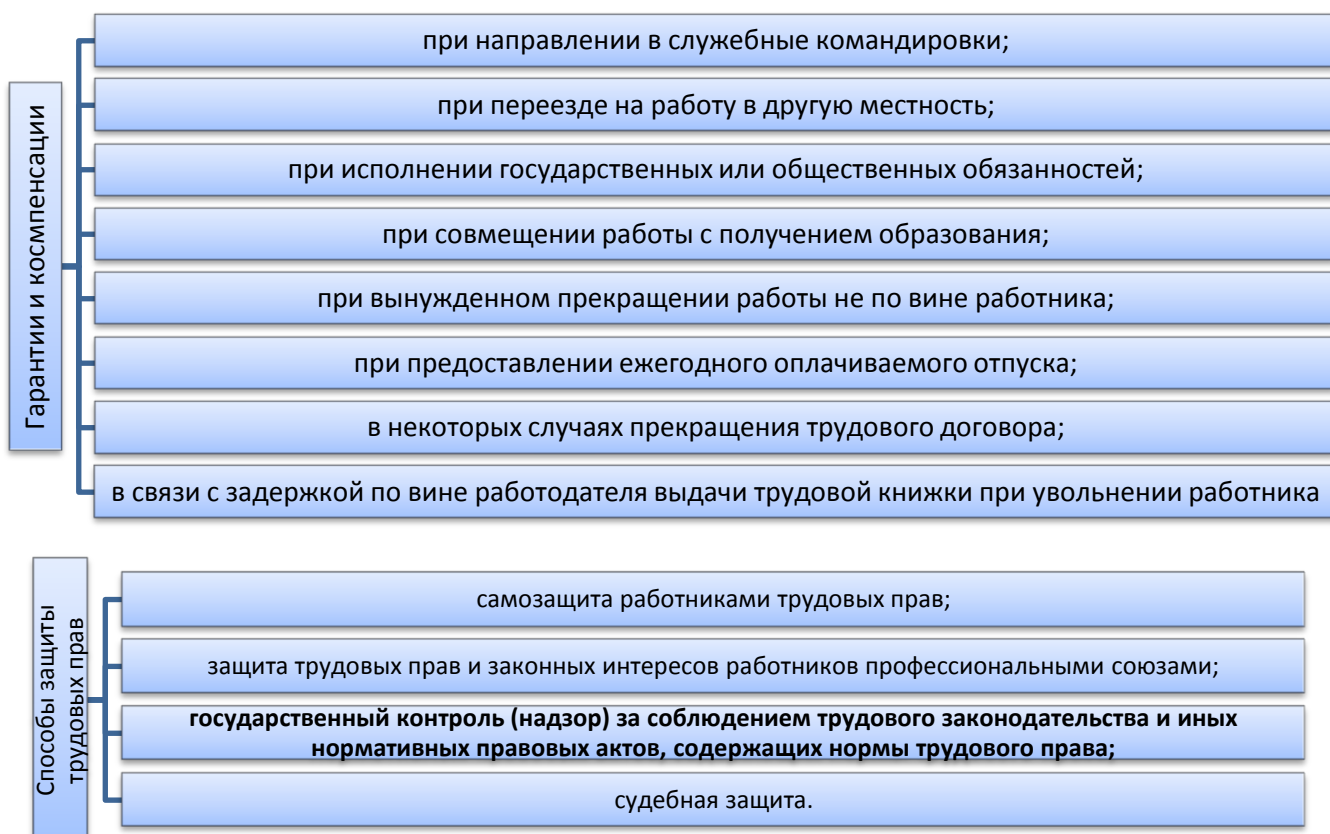 Гарантии и космпенсации
при направлении в служебные командировки;
при переезде на работу в другую местность;
при исполнении государственных или общественных обязанностей;
при совмещении работы с получением образования;
при вынужденном прекращении работы не по вине работника;
при предоставлении ежегодного оплачиваемого отпуска;
в некоторых случаях прекращения трудового договора;
в связи с задержкой по вине работодателя выдачи трудовой книжки при увольнении работника
Способы защиты
трудовых прав
самозащита работниками трудовых прав;
защита трудовых прав и законных интересов работников профессиональными союзами;
государственный контроль (надзор) за соблюдением трудового законодательства и иных
нормативных правовых актов, содержащих нормы трудового права;
судебная защита.